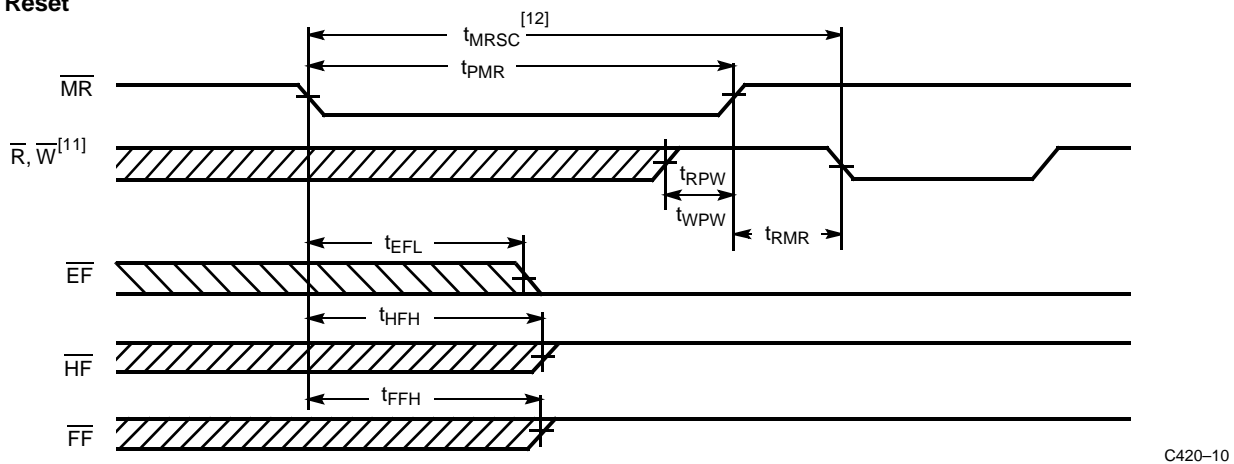 Reset
tMRSC[12]
tPMR
MR
R, W[11]
tRPW
tWPW
tRMR
tEFL
EF
tHFH
HF
tFFH
FF
C420–10